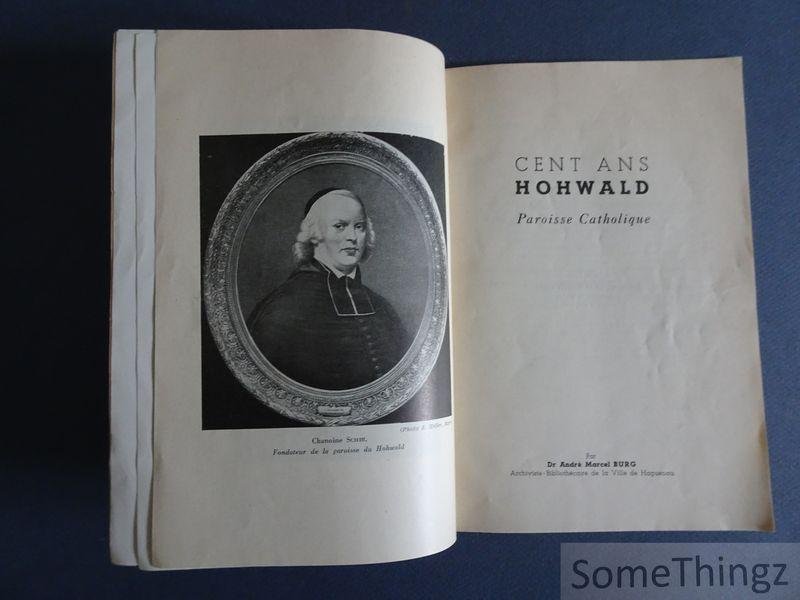 (Photo E.
Chanoine
Fondateur de la paroisse du Hohwald
CENT ANS
HOHWALD
Paroisse Catholique
Par
Dr André Marcel BURG
Archiviste-Bibliothécaire de la Ville de Haguenau
SomeThingz